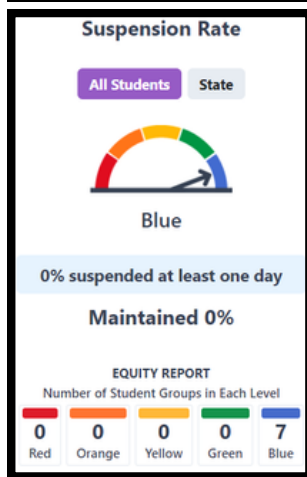 Suspension Rate
All Students State
Blue
0% suspended at least one day
Maintained 0%
EQUITY REPORT
Number of Student Groups in Each Level
0 0 0 0 7
Red Orange Yellow Green Blue